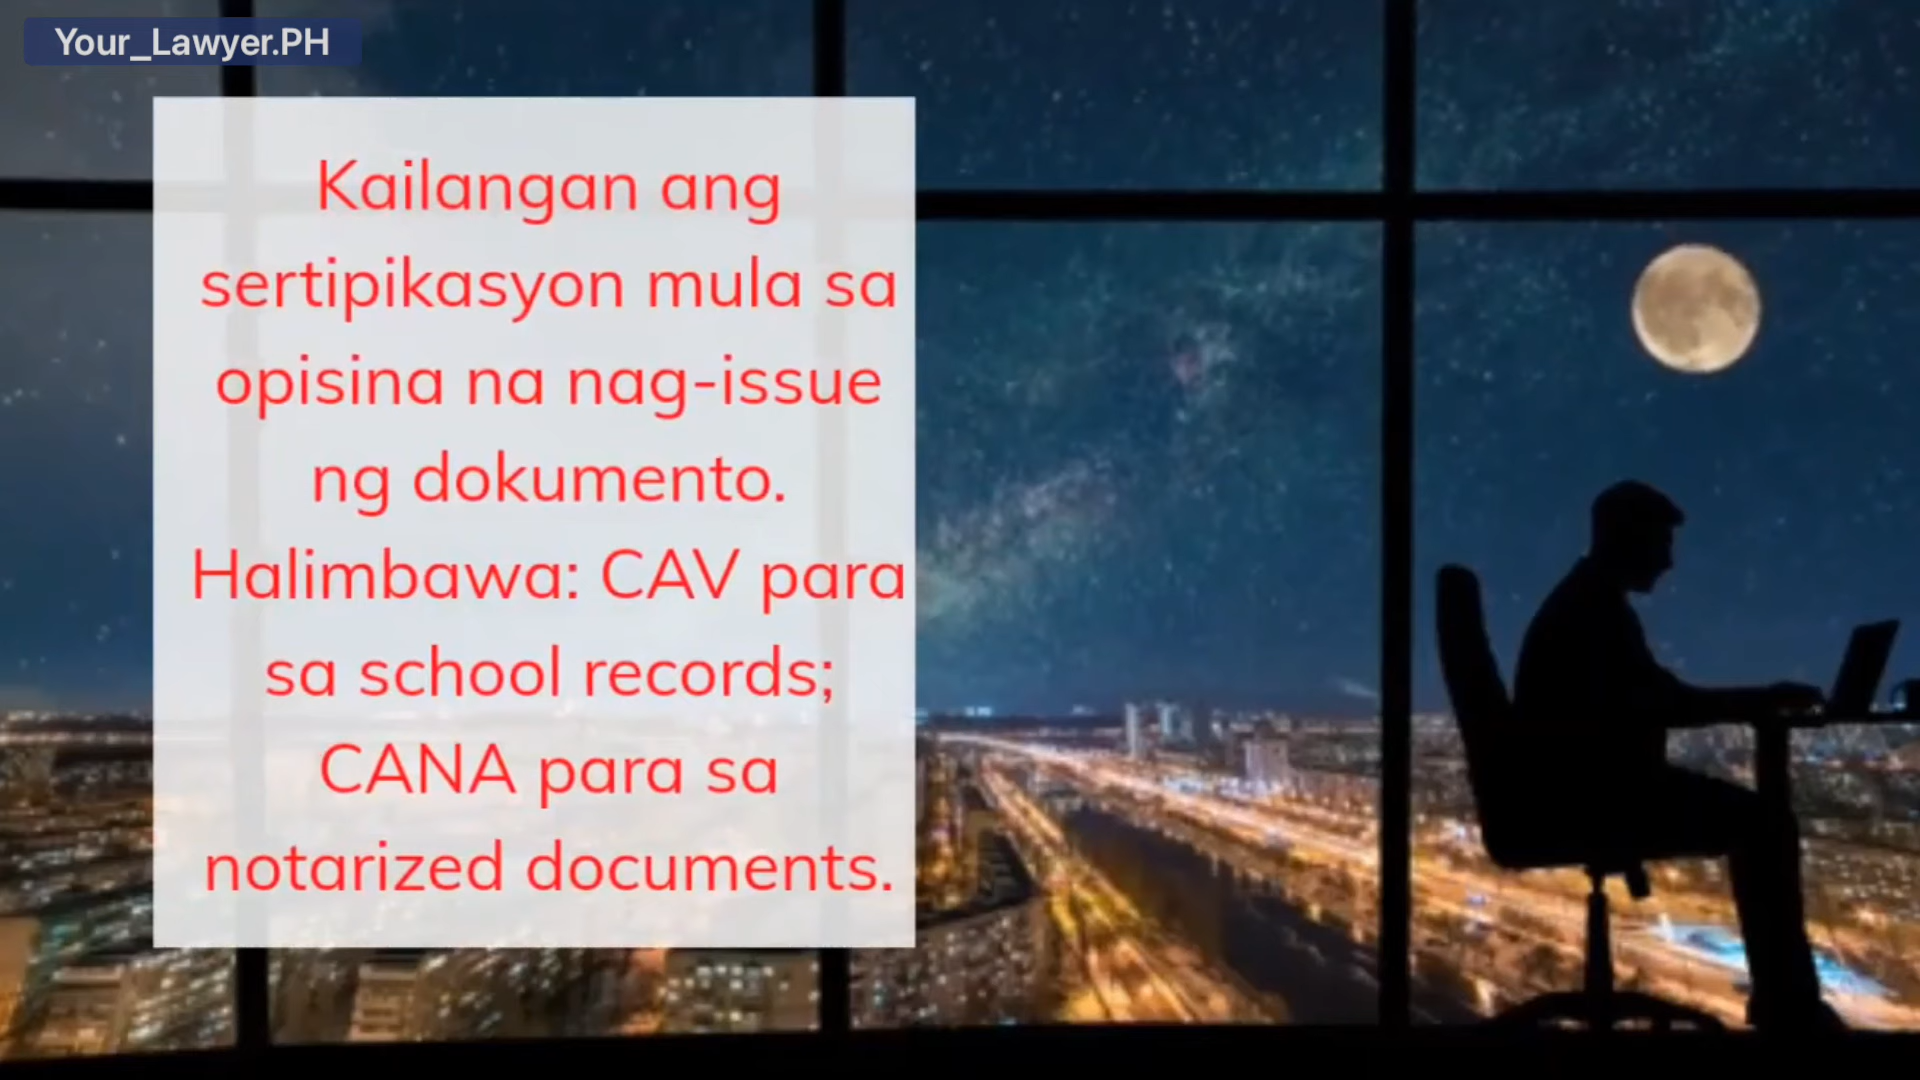 Your_Lawyer.PH
Kailangan ang
sertipikasyon mula sa
opisina na nag-issue
ng dokumento.
Halimbawa: CAV para
sa school records;
CANA para sa
notarized documents.